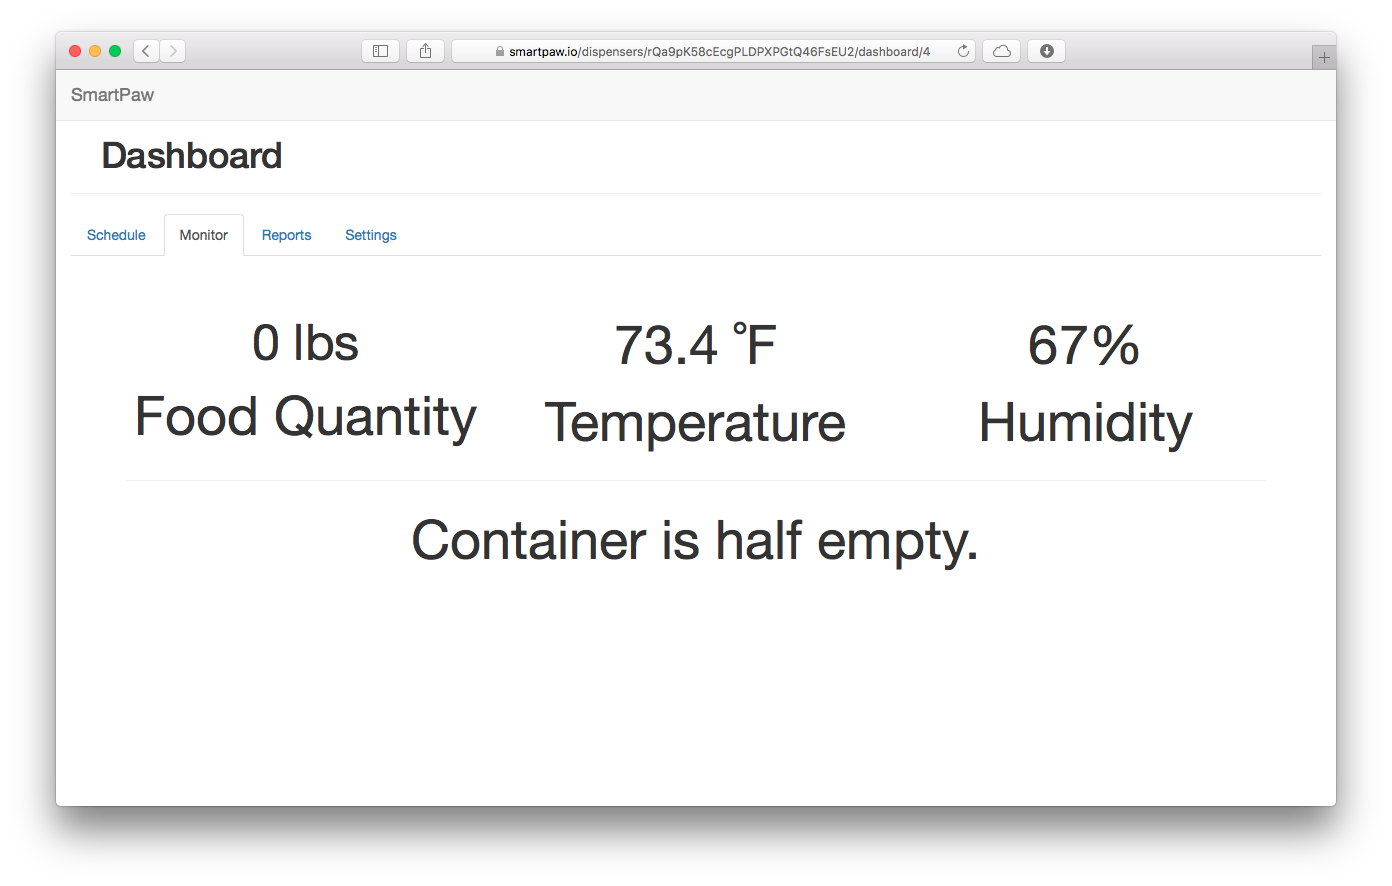 smartpaw.io/dispensers/rQa9pK58cEcgPLDPXPGtQ46FsEU2/dashboard/4
SmartPaw
Dashboard
Schedule Monitor Reports Settings
0 lbs 73.4 °F 67%
Food Quantity Temperature Humidity
Container is half empty.